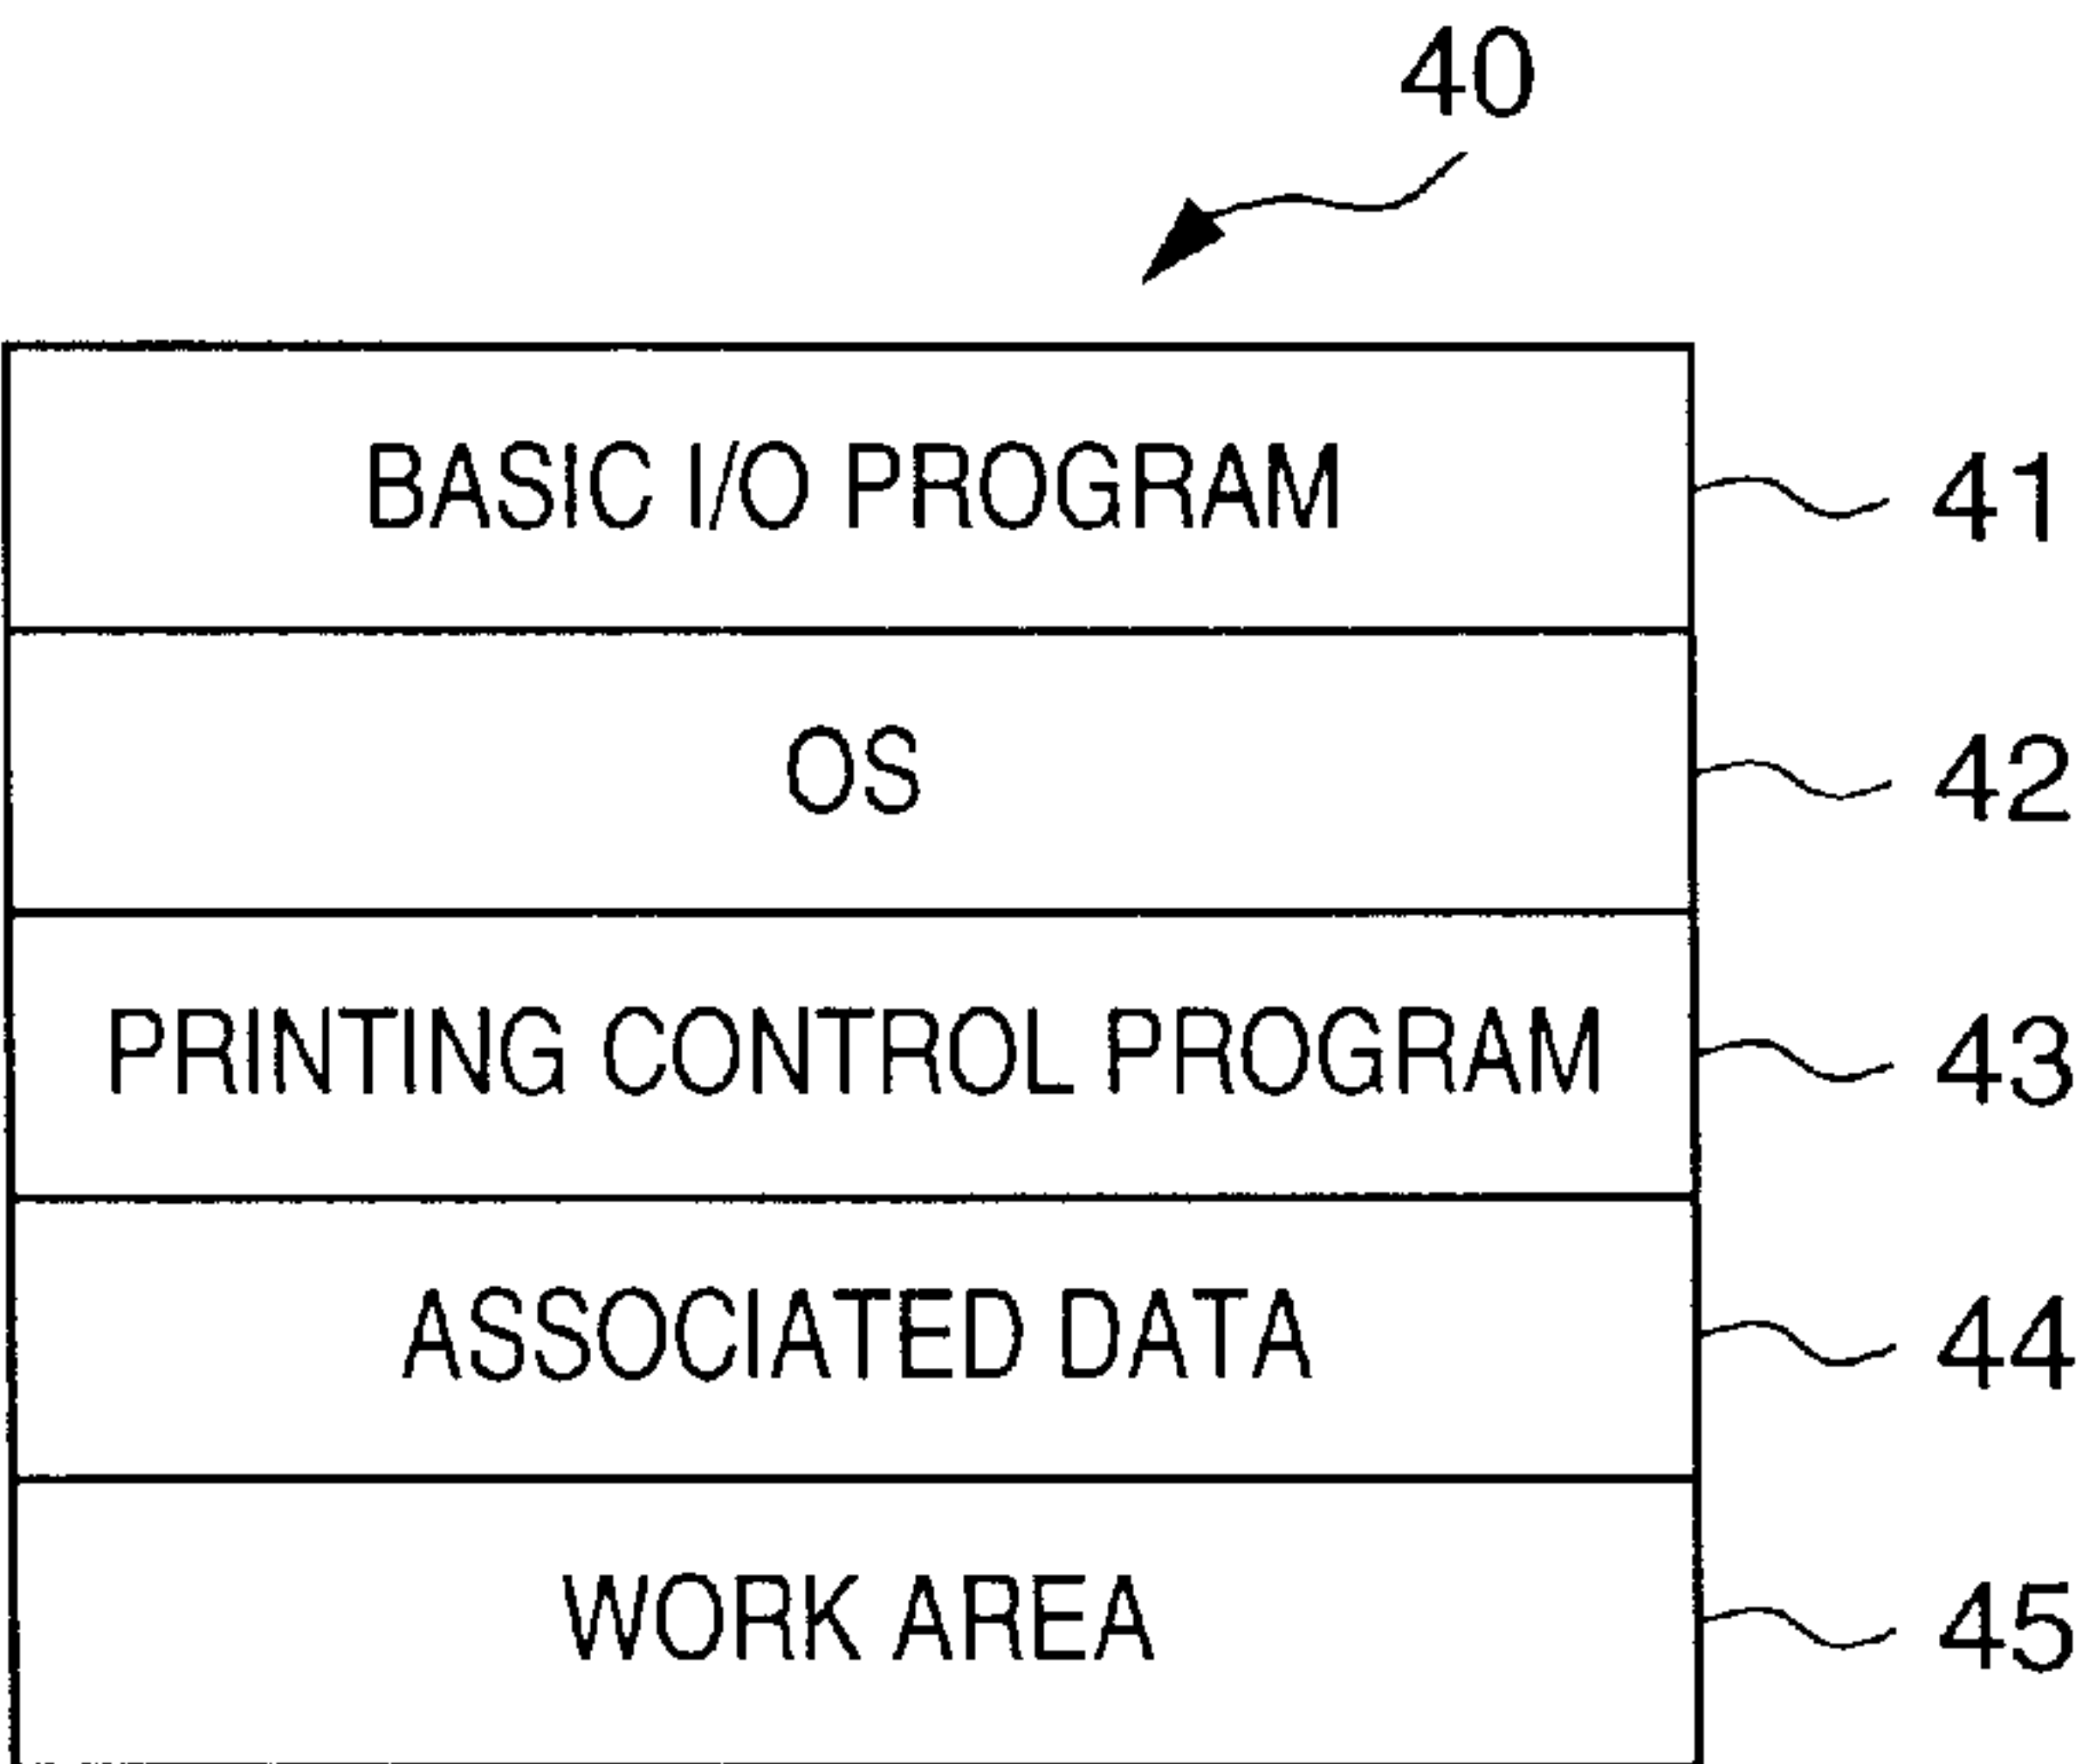 40
BASIC I/O PROGRAM 41
OS 42
PRINTING CONTROL PROGRAM 43
ASSOCIATED DATA 44
WORK AREA 45